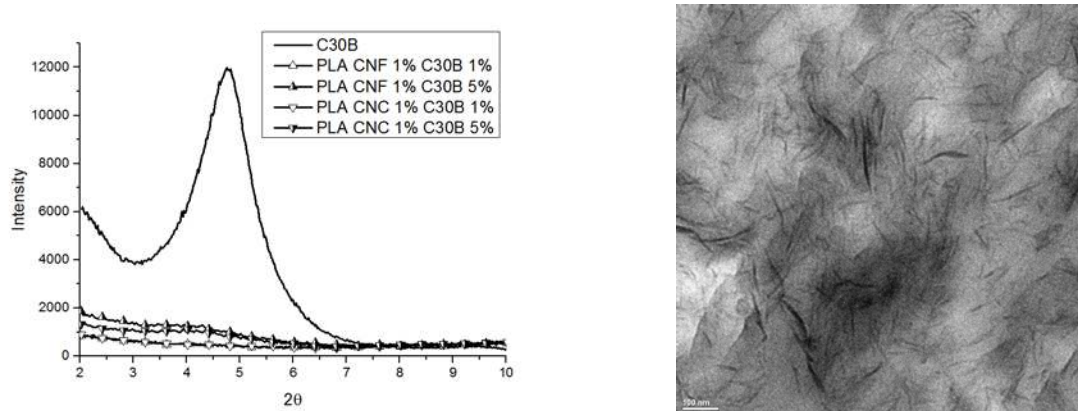 C30B
PLA CNF 1% C30B 1%
PLA CNF 1% C30B 5%
PLA CNC 1% C30B 1%
PLA CNC 1% C30B 5%
12000
10000
8000
6000
4000
2000
0
Intensity
2 3 4 5 6 7 8 9 10
2θ
100 nm